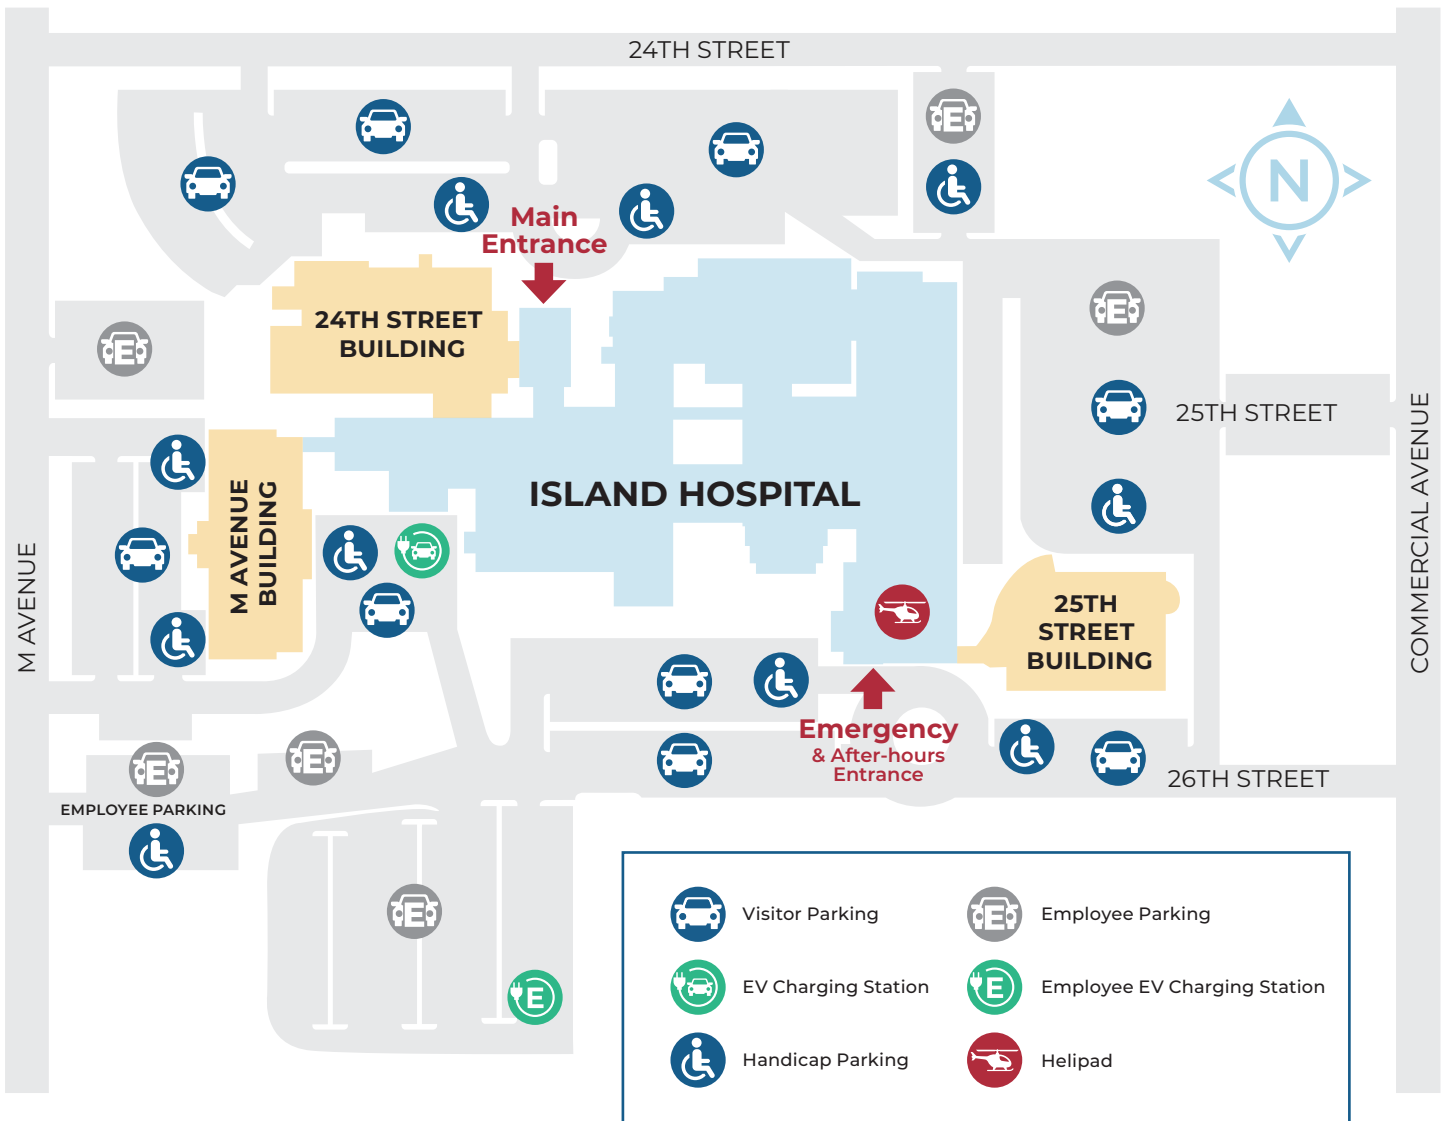 24TH STREET
E
N
Main
Entrance
24TH STREET
BUILDING
E
E
25TH STREET
ISLAND HOSPITAL
M AVENUE
BUILDING
M AVENUE
COMMERCIAL AVENUE
25TH
STREET
BUILDING
Emergency
& After-hours
Entrance
26TH STREET
E
E
EMPLOYEE PARKING
E
E
Visitor Parking
E
Employee Parking
EV Charging Station
E
Employee EV Charging Station
Handicap Parking
Helipad